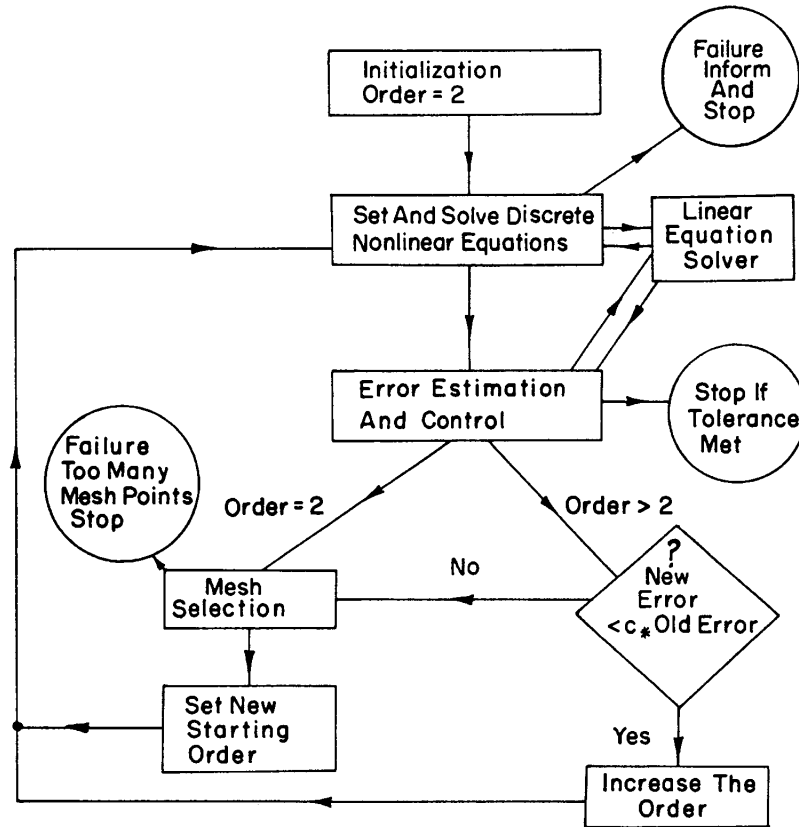 Initialization
Order = 2
Failure
Inform
And
Stop
Set And Solve Discrete
Nonlinear Equations
Linear
Equation
Solver
Error Estimation
And Control
Stop If
Tolerance
Met
Failure
Too Many
Mesh Points
Stop
Order = 2
Order > 2
Mesh
Selection
No
?
New
Error
<c* Old Error
Set New
Starting
Order
Yes
Increase The
Order